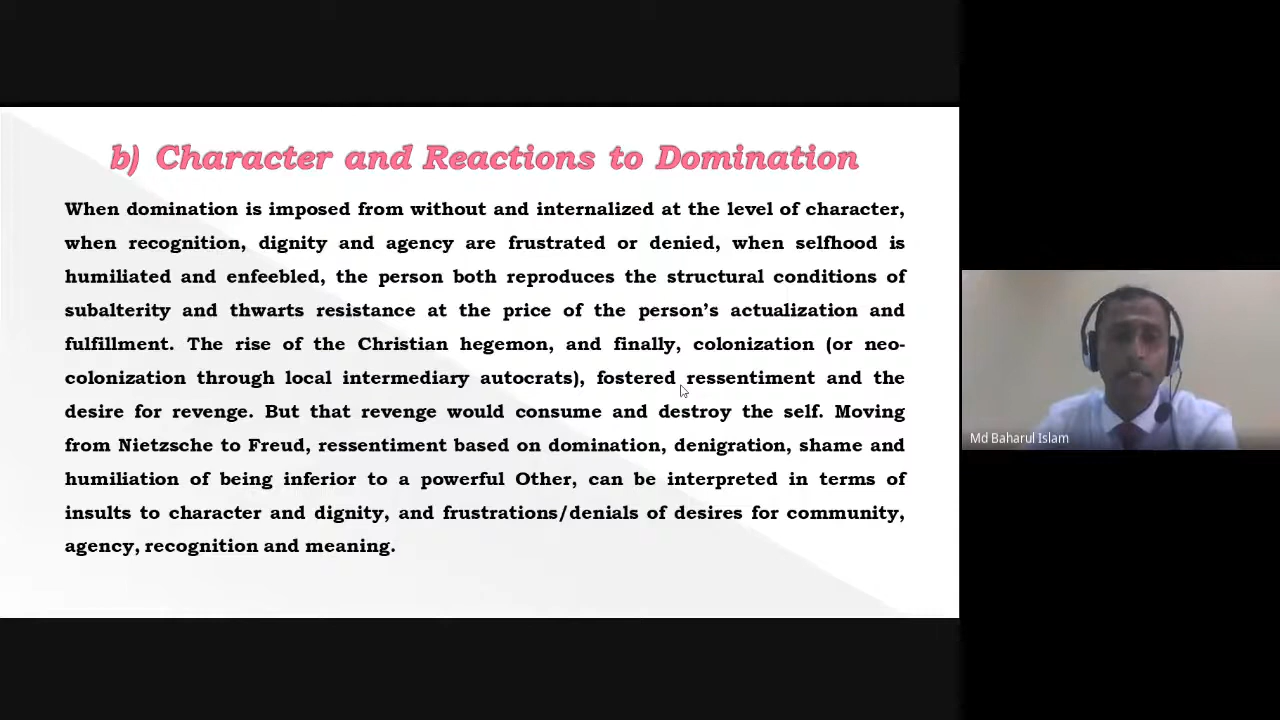 b) Character and Reactions to Domination
When domination is imposed from without and internalized at the level of character,
when recognition, dignity and agency are frustrated or denied, when selfhood is
humiliated and enfeebled, the person both reproduces the structural conditions of
subalterity and thwarts resistance at the price of the person’s actualization and
fulfillment. The rise of the Christian hegemon, and finally, colonization (or neo-
colonization through local intermediary autocrats), fostered ressentiment and the
desire for revenge. But that revenge would consume and destroy the self. Moving
from Nietzsche to Freud, ressentiment based on domination, denigration, shame and
humiliation of being inferior to a powerful Other, can be interpreted in terms of
insults to character and dignity, and frustrations/denials of desires for community,
agency, recognition and meaning.
Md Baharul Islam